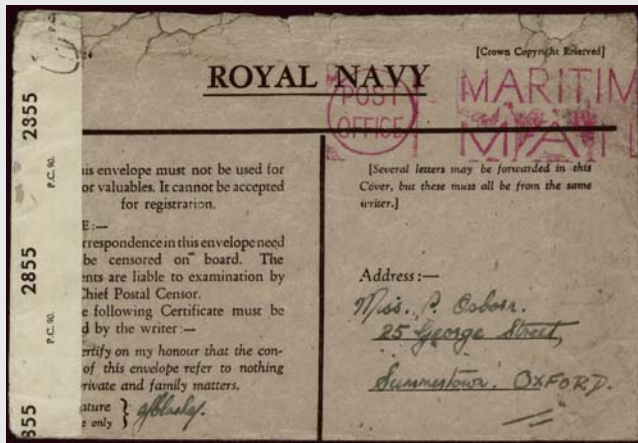 [Crown Copyright Reserved]
ROYAL NAVY
POST
OFFICE
MARITIM
MAIL
2355
P.C. 90.
2855
P.C. 90.
355
is envelope must not be used for
or valuables. It cannot be accepted
for registration.
E:—
rrespondence in this envelope need
be censored on board. The
ents are liable to examination by
Chief Postal Censor.
e following Certificate must be
d by the writer:—
ertify on my honour that the con-
of this envelope refer to nothing
rivate and family matters.
ature
e only
[Several letters may be forwarded in this
Cover, but these must all be from the same
writer.]
Address:—
Miss. P. Osborn.
25 George Street,
Summertown. OXFORD.